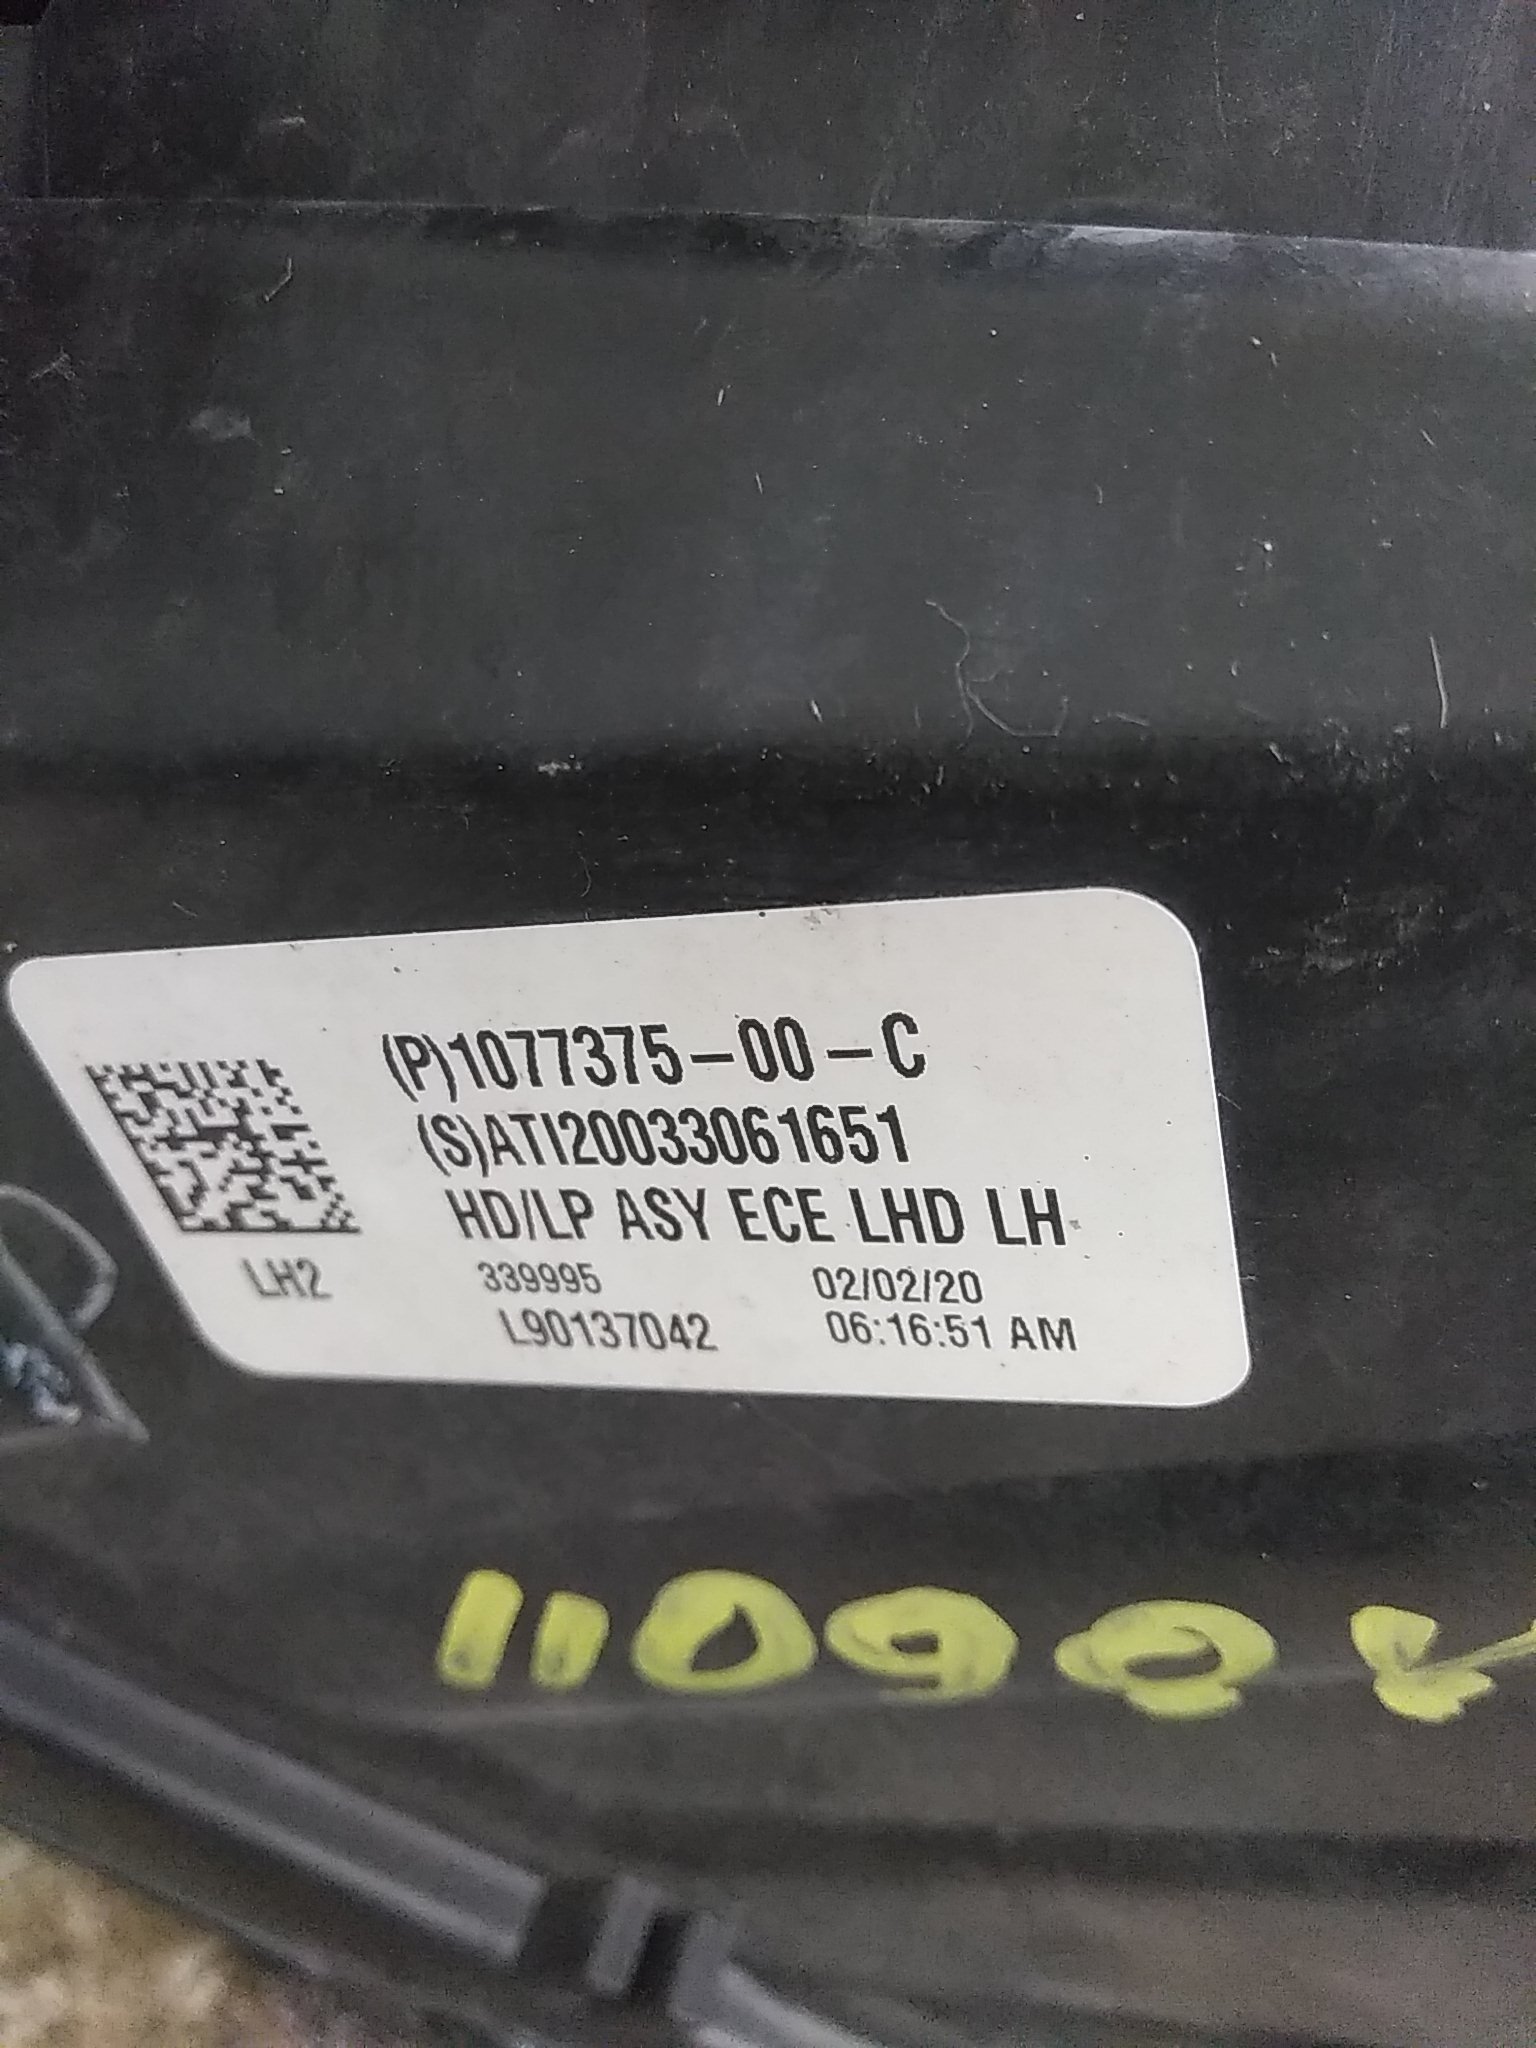 (P)1077375-00-C
(S)ATI20033061651
HD/LP ASY ECE LHD LH
LH2
339995
02/02/20
L90137042
06:16:51 AM